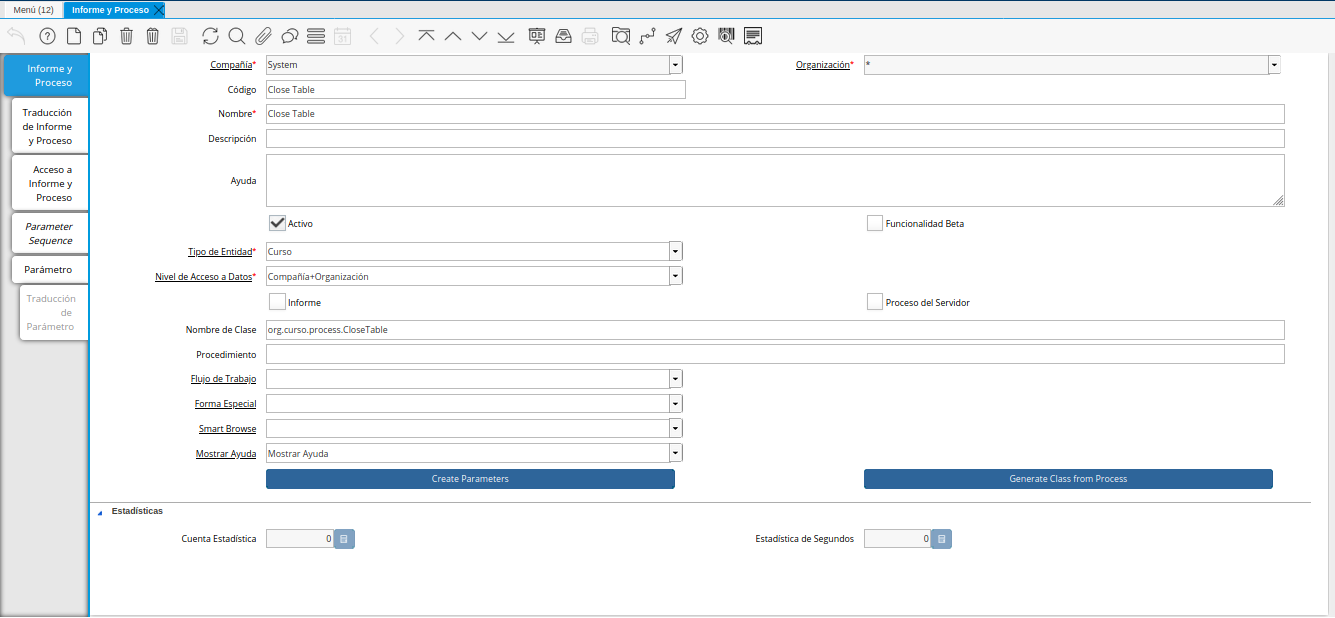 Menú (12)
Informe y Proceso
31
Informe y
Proceso
Traducción
de Informe
y Proceso
Acceso a
Informe y
Proceso
Parameter
Sequence
Parámetro
Traducción
de
Parámetro
Compañía* System
Organización* *
Código Close Table
Nombre* Close Table
Descripción
Ayuda
Activo
Funcionalidad Beta
Tipo de Entidad* Curso
Nivel de Acceso a Datos* Compañía+Organización
Informe
Proceso del Servidor
Nombre de Clase org.curso.process.CloseTable
Procedimiento
Flujo de Trabajo
Forma Especial
Smart Browse
Mostrar Ayuda Mostrar Ayuda
Create Parameters
Generate Class from Process
Estadísticas
Cuenta Estadística 0
Estadística de Segundos 0